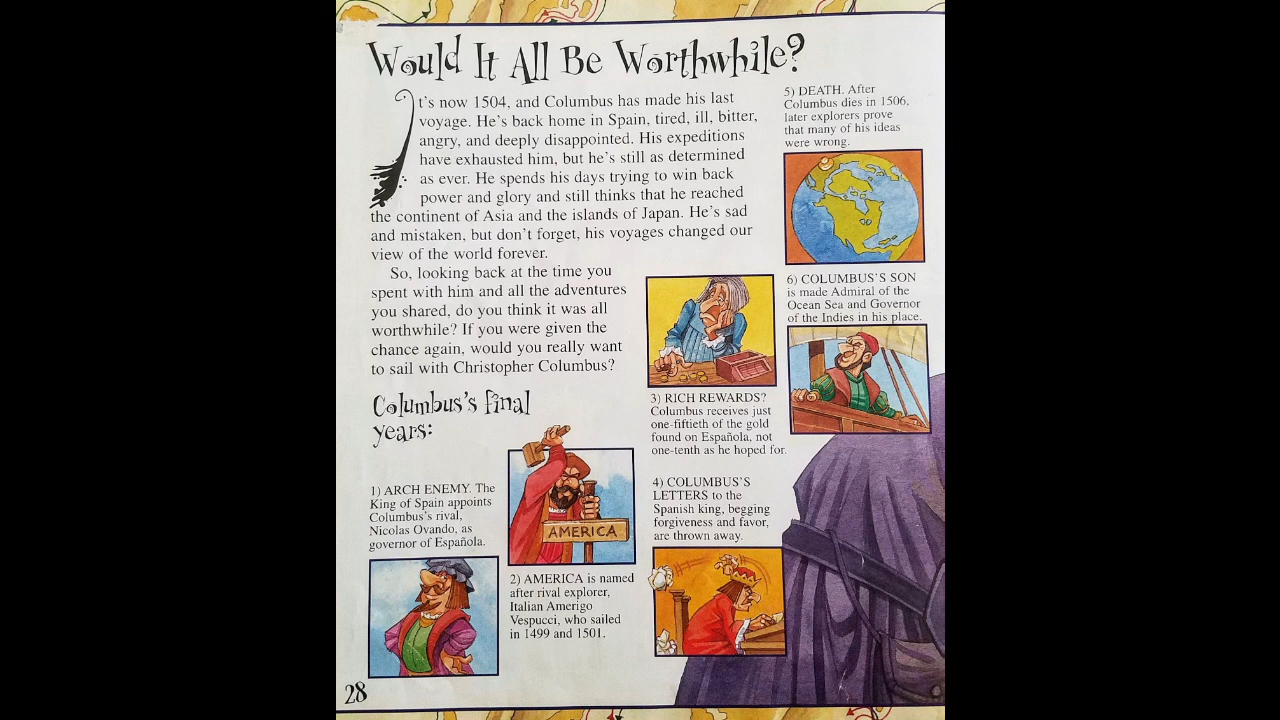 Would It All Be Worthwhile?
It's now 1504, and Columbus has made his last
voyage. He's back home in Spain, tired, ill, bitter,
angry, and deeply disappointed. His expeditions
have exhausted him, but he's still as determined
as ever. He spends his days trying to win back
power and glory and still thinks that he reached
the continent of Asia and the islands of Japan. He's sad
and mistaken, but don't forget, his voyages changed our
view of the world forever.
So, looking back at the time you
spent with him and all the adventures
you shared, do you think it was all
worthwhile? If you were given the
chance again, would you really want
to sail with Christopher Columbus?
Columbus's final
years:
1) ARCH ENEMY. The
King of Spain appoints
Columbus's rival,
Nicolas Ovando, as
governor of Española.
AMERICA
2) AMERICA is named
after rival explorer,
Italian Amerigo
Vespucci, who sailed
in 1499 and 1501.
3) RICH REWARDS?
Columbus receives just
one-fiftieth of the gold
found on Española, not
one-tenth as he hoped for.
4) COLUMBUS'S
LETTERS to the
Spanish king, begging
forgiveness and favor,
are thrown away.
5) DEATH. After
Columbus dies in 1506,
later explorers prove
that many of his ideas
were wrong.
6) COLUMBUS'S SON
is made Admiral of the
Ocean Sea and Governor
of the Indies in his place.
28